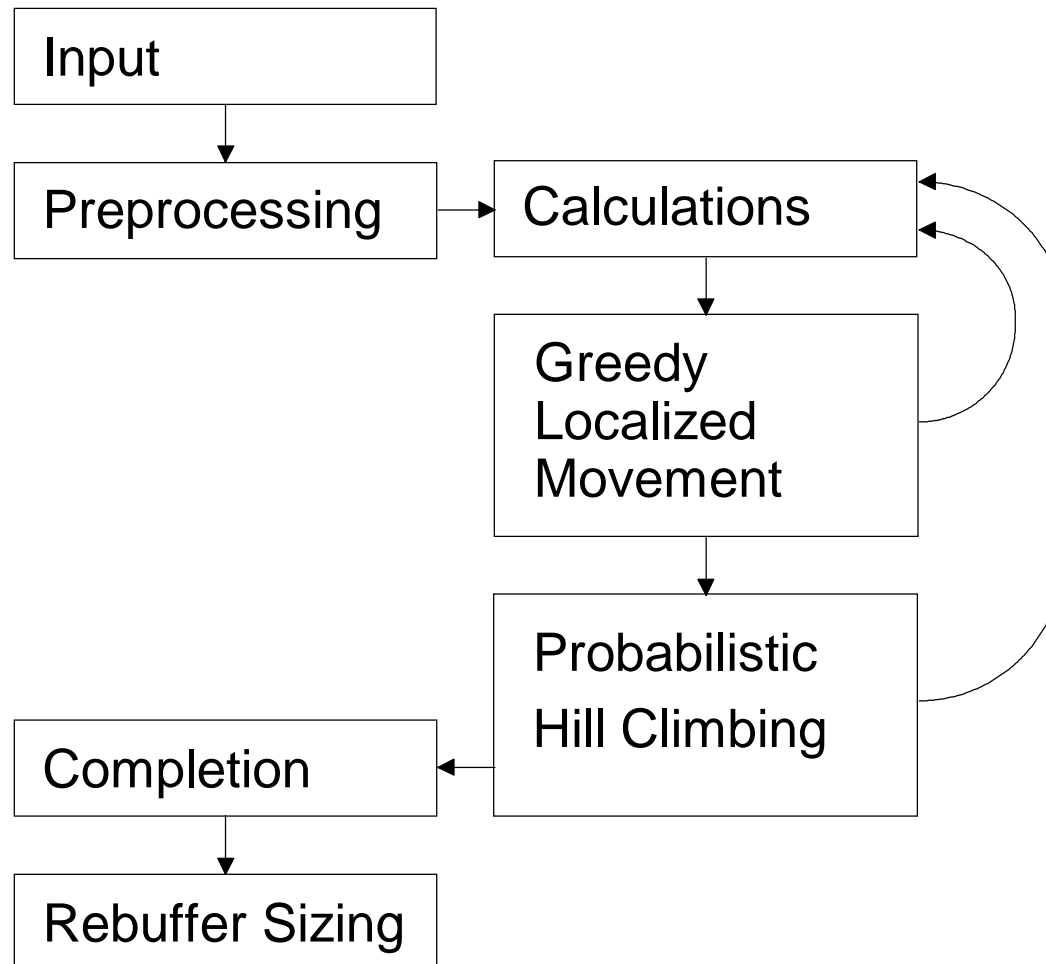 Input
Preprocessing
Calculations
Greedy
Localized
Movement
Probabilistic
Hill Climbing
Completion
Rebuffer Sizing